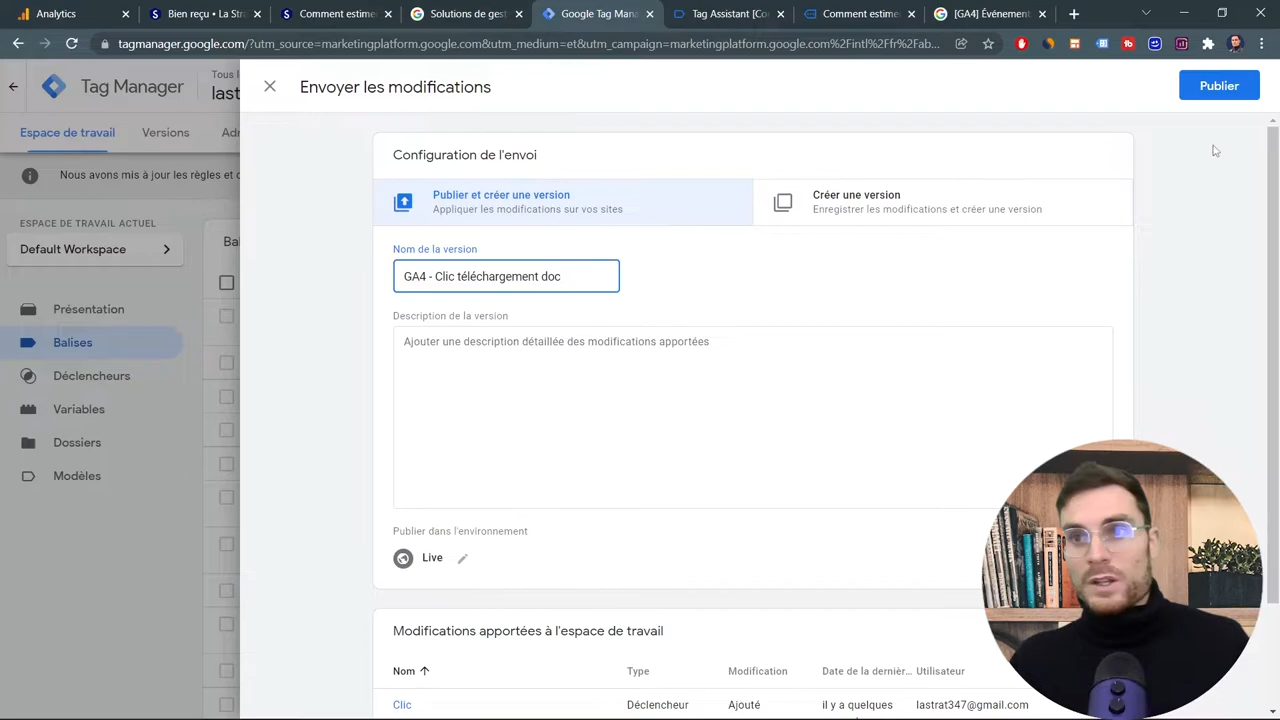 Analytics
Bien reçu • La Stra
Comment estime
Solutions de gest
Google Tag Mana
Tag Assistant [Co
Comment estime
[GA4] Événement
tagmanager.google.com/?utm_source=marketingplatform.google.com&utm_medium=et&utm_campaign=marketingplatform.google.com%2Fintl%2Ffr%2Fab...
Tag Manager
Tous l
last
Envoyer les modifications
Publier
Espace de travail
Versions
Adr
Nous avons mis à jour les règles et c
ESPACE DE TRAVAIL ACTUEL
Default Workspace
Bal
Présentation
Balises
Déclencheurs
Variables
Dossiers
Modèles
Configuration de l'envoi
Publier et créer une version
Appliquer les modifications sur vos sites
Créer une version
Enregistrer les modifications et créer une version
Nom de la version
GA4 - Clic téléchargement doc
Description de la version
Ajouter une description détaillée des modifications apportées
Publier dans l'environnement
Live
Modifications apportées à l'espace de travail
Nom
Type
Modification
Date de la dernièr...
Utilisateur
Clic
Déclencheur
Ajouté
il y a quelques
lastrat347@gmail.com